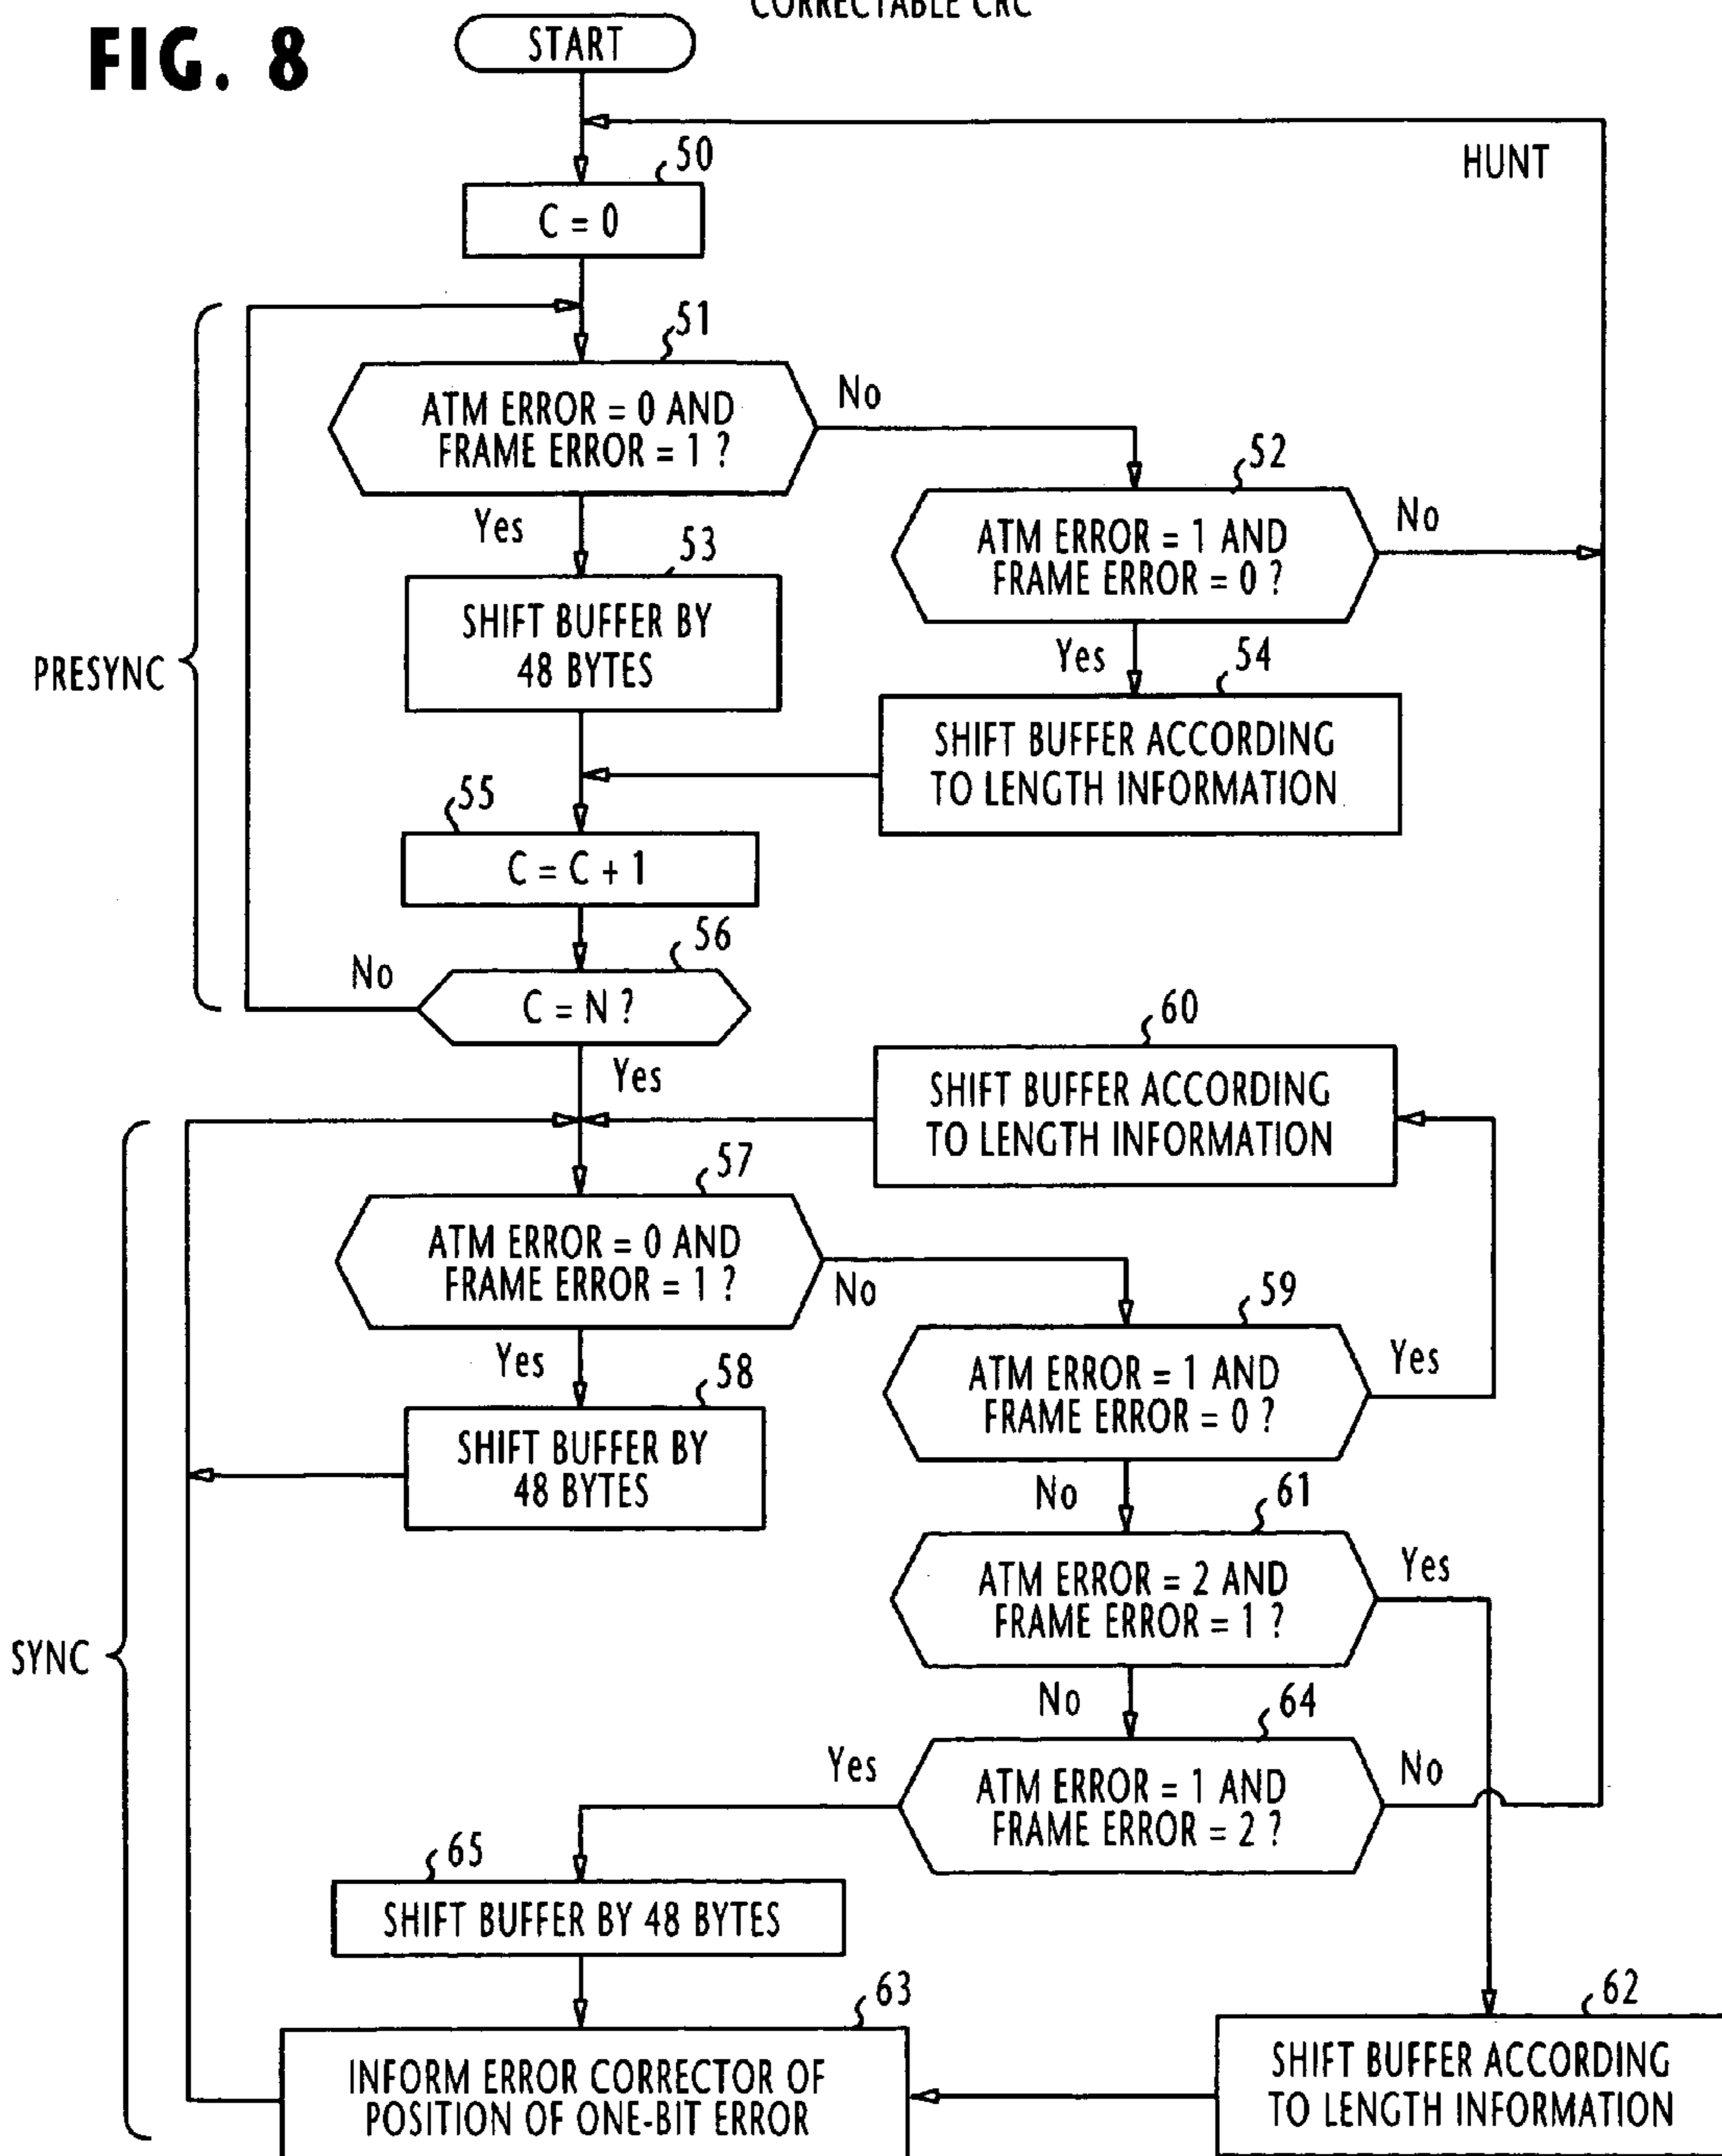 CORRECTABLE CRC
FIG. 8
START
HUNT
50
C = 0
51
ATM ERROR = 0 AND
FRAME ERROR = 1 ?
No
52
ATM ERROR = 1 AND
FRAME ERROR = 0 ?
No
Yes
53
SHIFT BUFFER BY
48 BYTES
Yes
54
SHIFT BUFFER ACCORDING
TO LENGTH INFORMATION
PRESYNC
55
C = C + 1
56
C = N ?
No
Yes
60
SHIFT BUFFER ACCORDING
TO LENGTH INFORMATION
57
ATM ERROR = 0 AND
FRAME ERROR = 1 ?
No
59
ATM ERROR = 1 AND
FRAME ERROR = 0 ?
Yes
Yes
58
SHIFT BUFFER BY
48 BYTES
No
61
ATM ERROR = 2 AND
FRAME ERROR = 1 ?
Yes
SYNC
No
64
ATM ERROR = 1 AND
FRAME ERROR = 2 ?
Yes
No
65
SHIFT BUFFER BY 48 BYTES
63
INFORM ERROR CORRECTOR OF
POSITION OF ONE-BIT ERROR
62
SHIFT BUFFER ACCORDING
TO LENGTH INFORMATION